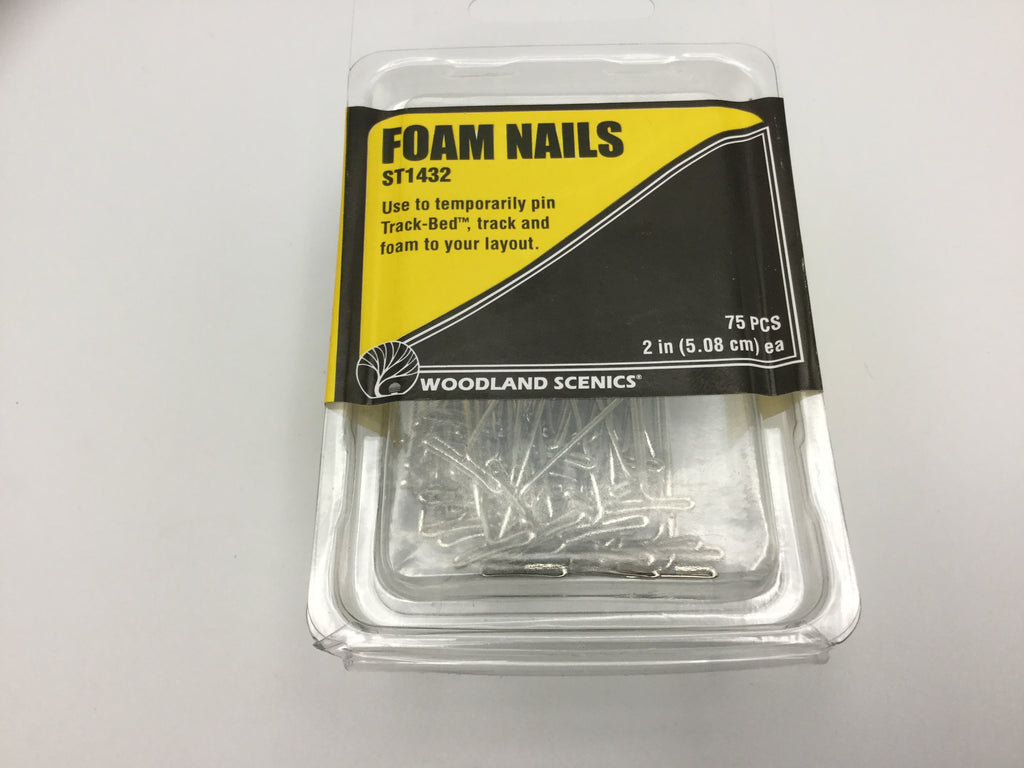 FOAM NAILS
ST1432
Use to temporarily pin
Track-Bed™, track and
foam to your layout.
75 PCS
2 in (5.08 cm) ea
WOODLAND SCENICS®